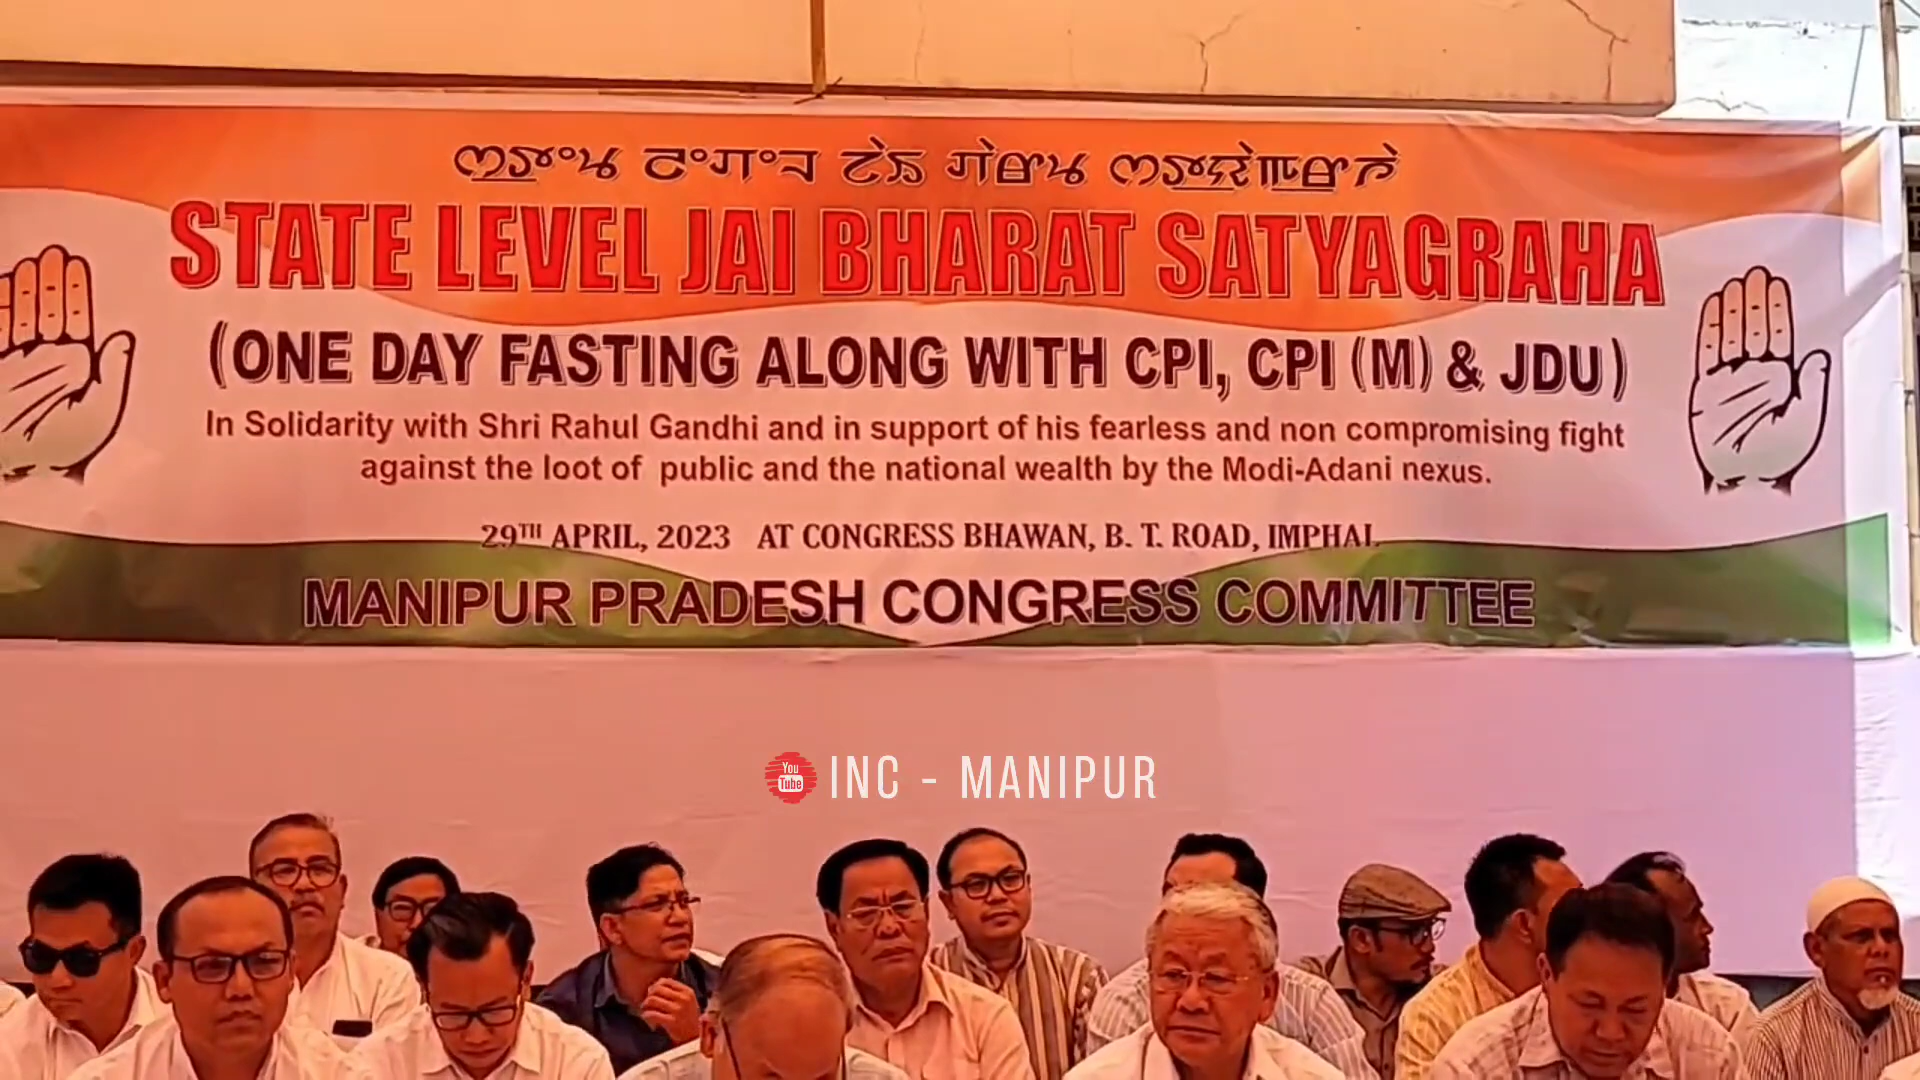 STATE LEVEL JAI BHARAT SATYAGRAHA
(ONE DAY FASTING ALONG WITH CPI, CPI (M) & JDU)
In Solidarity with Shri Rahul Gandhi and in support of his fearless and non compromising fight
against the loot of public and the national wealth by the Modi-Adani nexus.
29TH APRIL, 2023 AT CONGRESS BHAWAN, B. T. ROAD, IMPHAL
MANIPUR PRADESH CONGRESS COMMITTEE
You Tube INC - MANIPUR